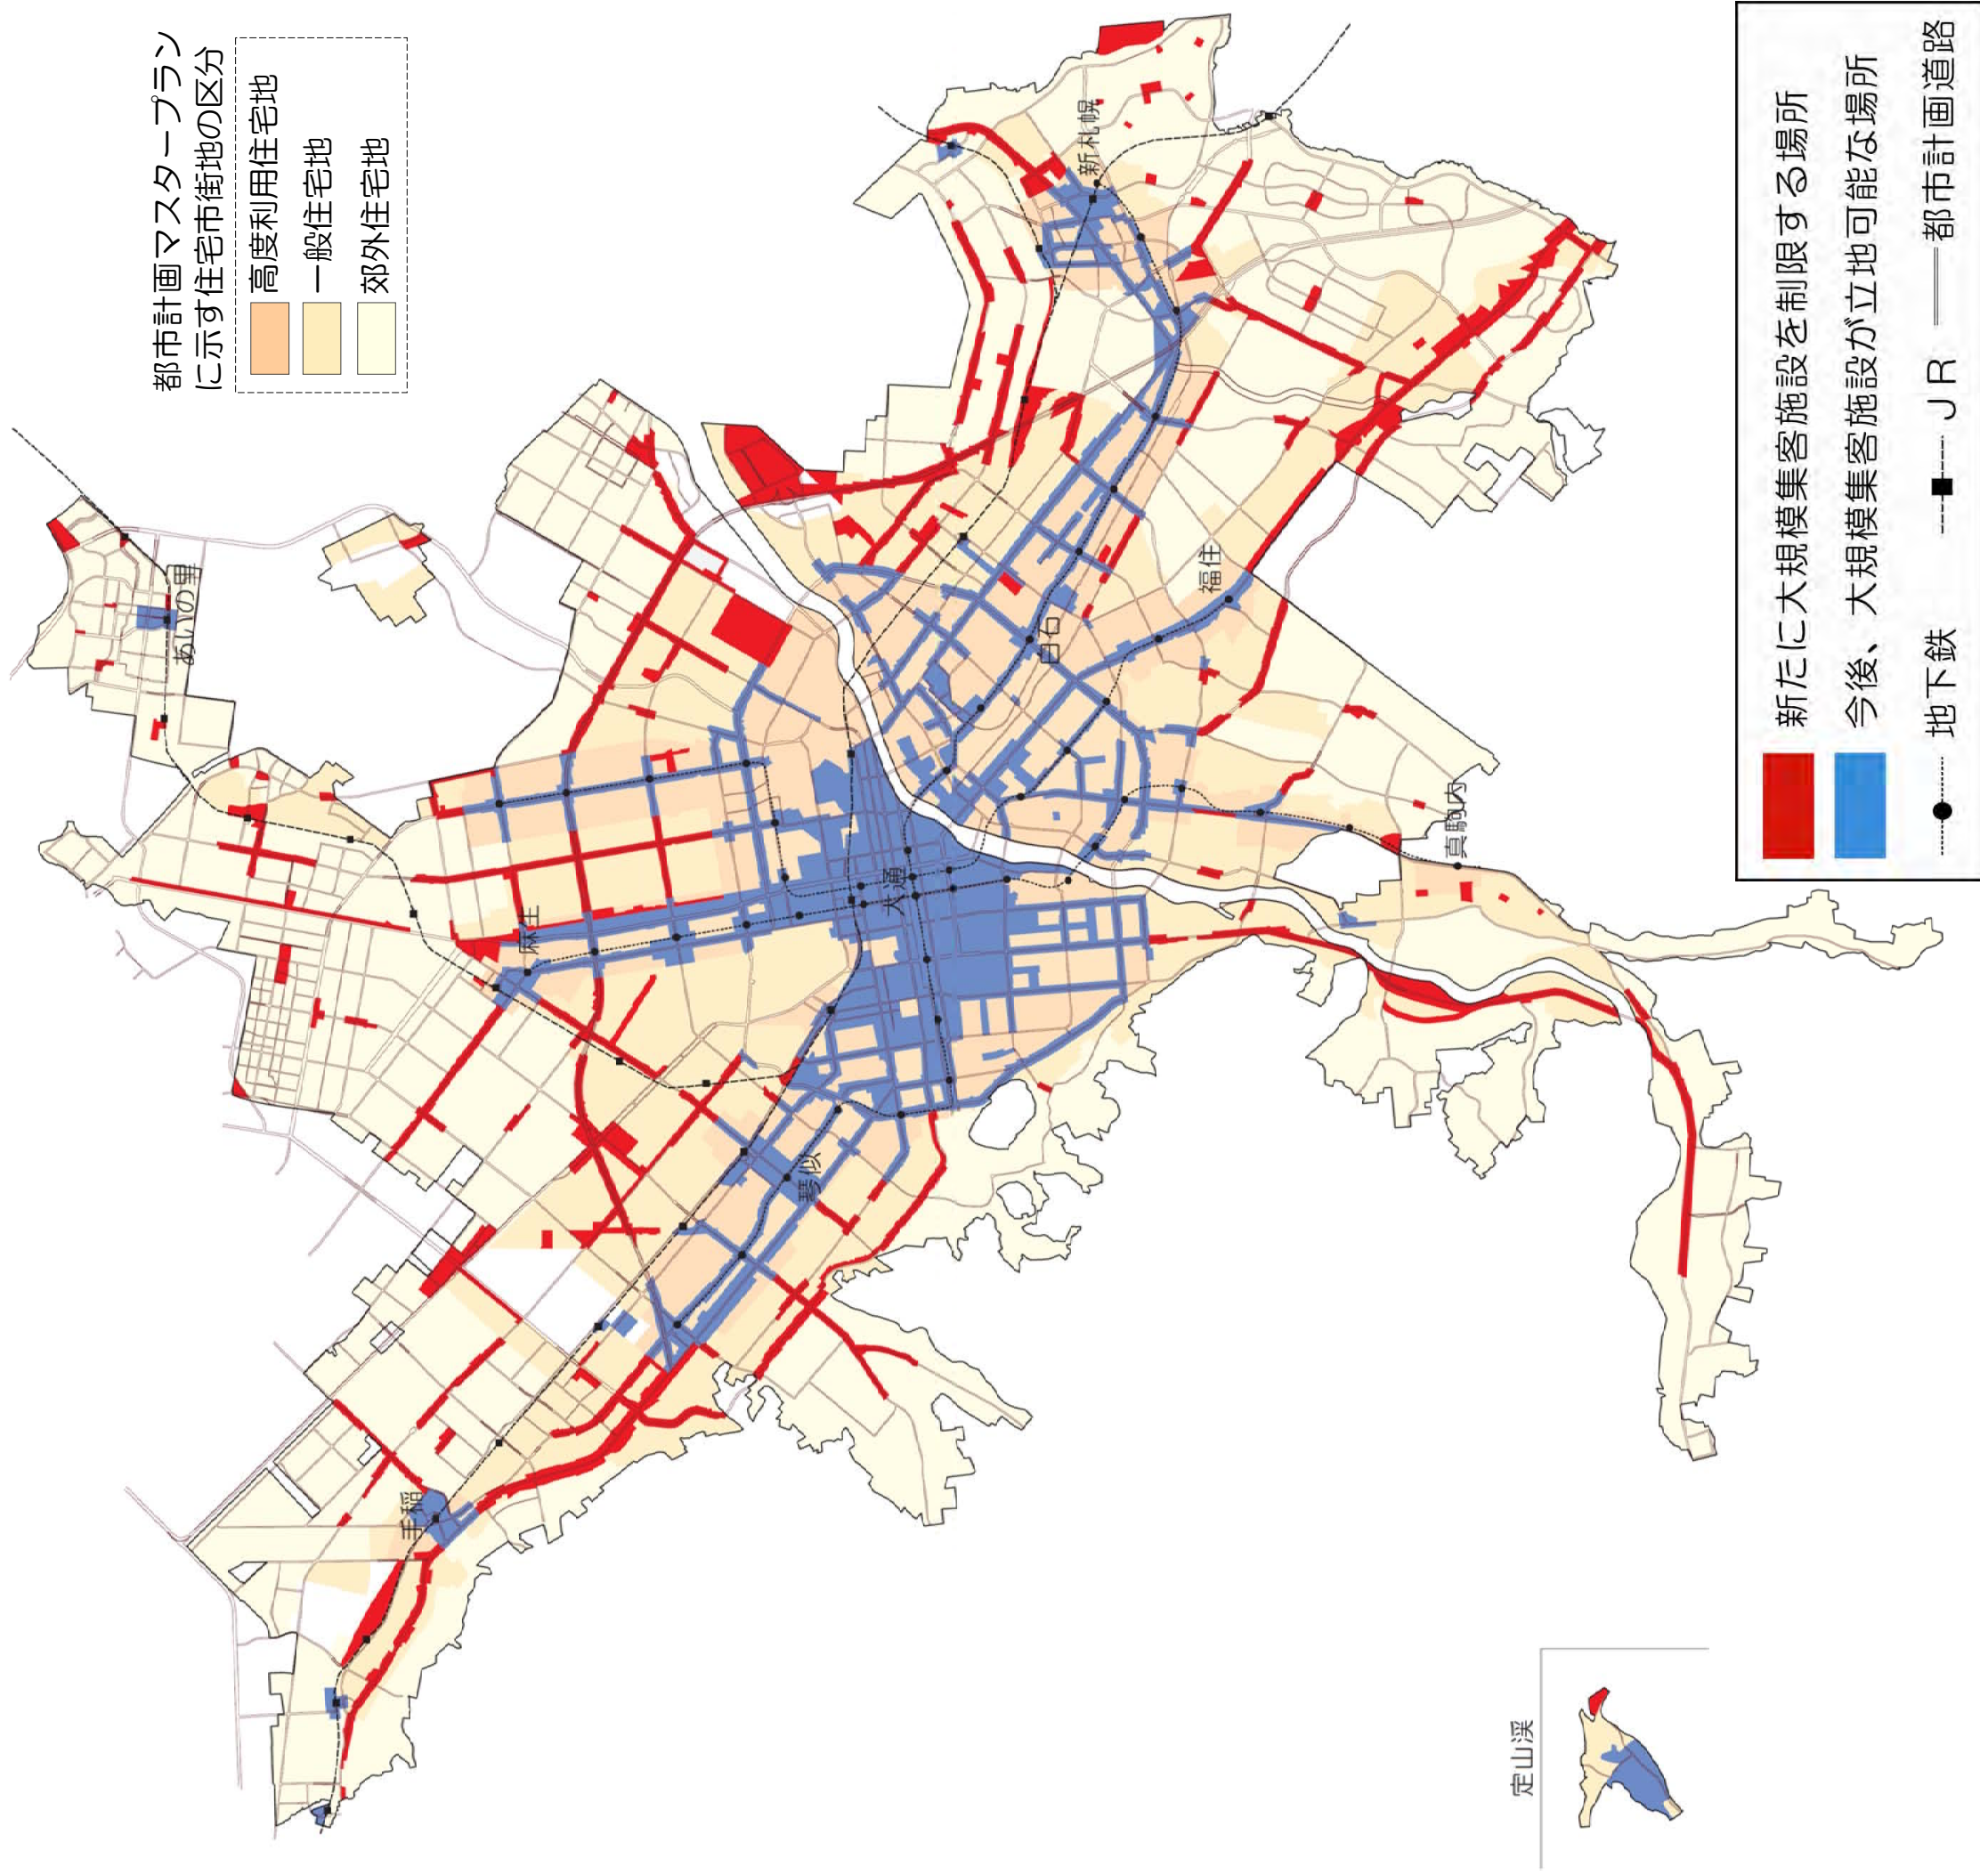 都市計画マスタープラン
に示す住宅市街地の区分
高度利用住宅地
一般住宅地
郊外住宅地
あいの里
新札幌
麻生
福住
白石
大通
真駒内
琴似
手稲
定山渓
新たに大規模集客施設を制限する場所
今後、大規模集客施設が立地可能な場所
地下鉄 JR 都市計画道路